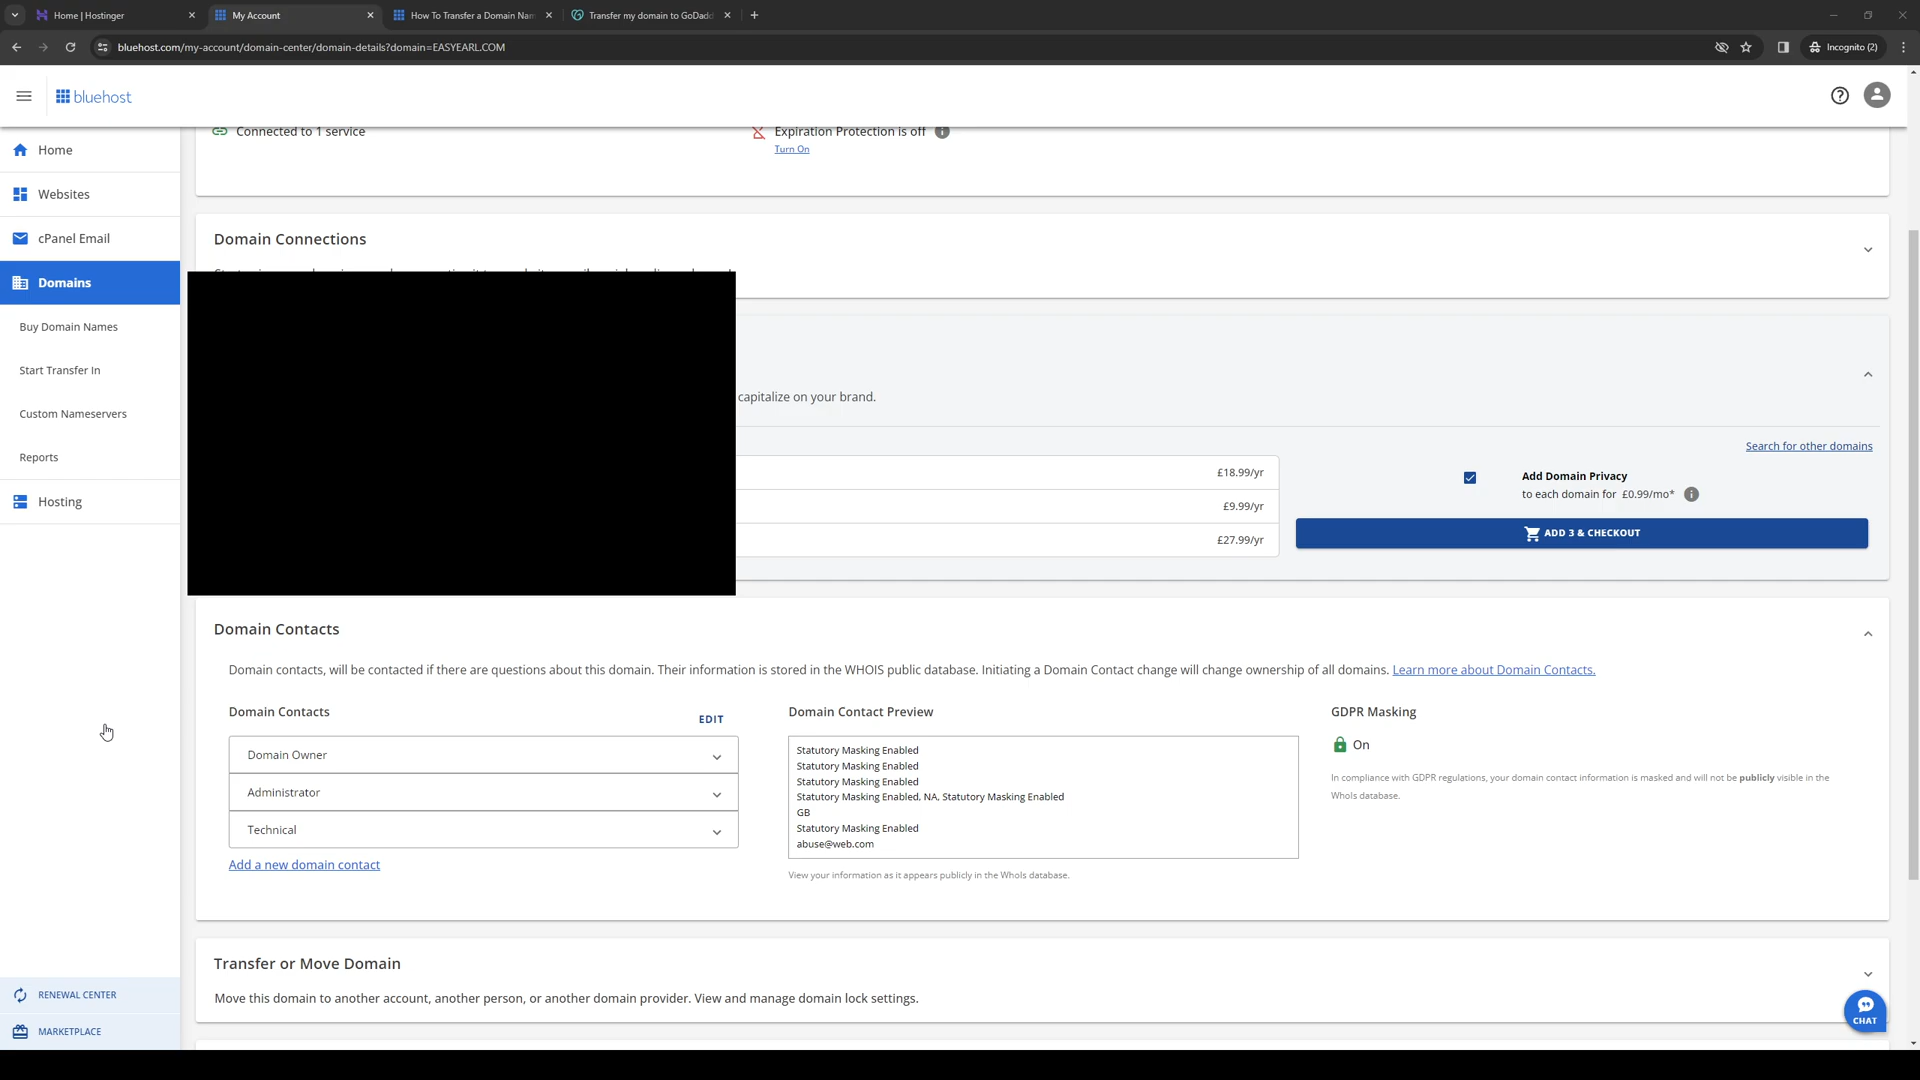 Home | Hostinger
My Account
How To Transfer a Domain Nam
Transfer my domain to GoDadd
bluehost.com/my-account/domain-center/domain-details?domain=EASYEARL.COM
Incognito (2)
bluehost
Home
Websites
cPanel Email
Domains
Buy Domain Names
Start Transfer In
Custom Nameservers
Reports
Hosting
RENEWAL CENTER
MARKETPLACE
Connected to 1 service
Expiration Protection is off
Turn On
Domain Connections
capitalize on your brand.
Search for other domains
£18.99/yr
£9.99/yr
£27.99/yr
Add Domain Privacy
to each domain for £0.99/mo*
ADD 3 & CHECKOUT
Domain Contacts
Domain contacts, will be contacted if there are questions about this domain. Their information is stored in the WHOIS public database. Initiating a Domain Contact change will change ownership of all domains. Learn more about Domain Contacts.
Domain Contacts
EDIT
Domain Owner
Administrator
Technical
Add a new domain contact
Domain Contact Preview
Statutory Masking Enabled
Statutory Masking Enabled
Statutory Masking Enabled
Statutory Masking Enabled, NA, Statutory Masking Enabled
GB
Statutory Masking Enabled
abuse@web.com
View your information as it appears publicly in the WhoIs database.
GDPR Masking
On
In compliance with GDPR regulations, your domain contact information is masked and will not be publicly visible in the
WhoIs database.
Transfer or Move Domain
Move this domain to another account, another person, or another domain provider. View and manage domain lock settings.
CHAT